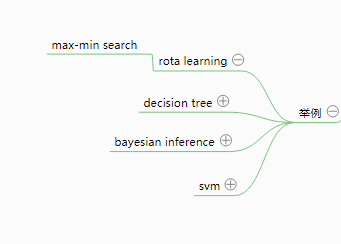 max-min search
rota learning
decision tree
举例
bayesian inference
svm